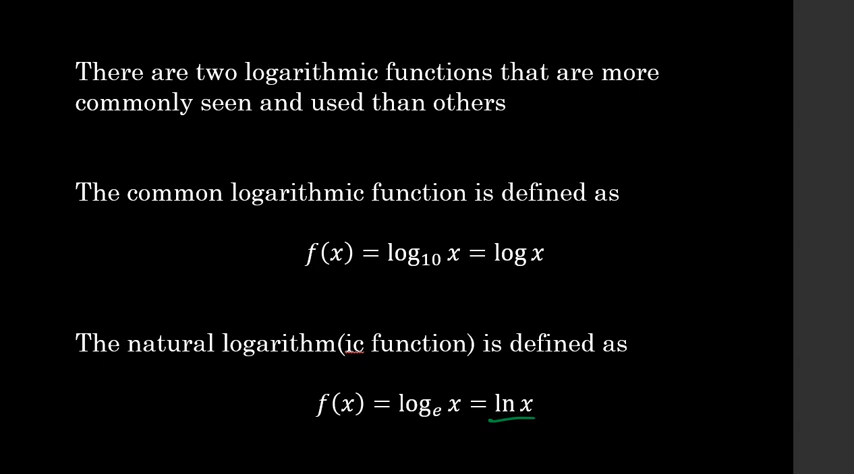 There are two logarithmic functions that are more
commonly seen and used than others
The common logarithmic function is defined as
f(x) = log₁₀ x = log x
The natural logarithm(ic function) is defined as
f(x) = logₑ x = ln x